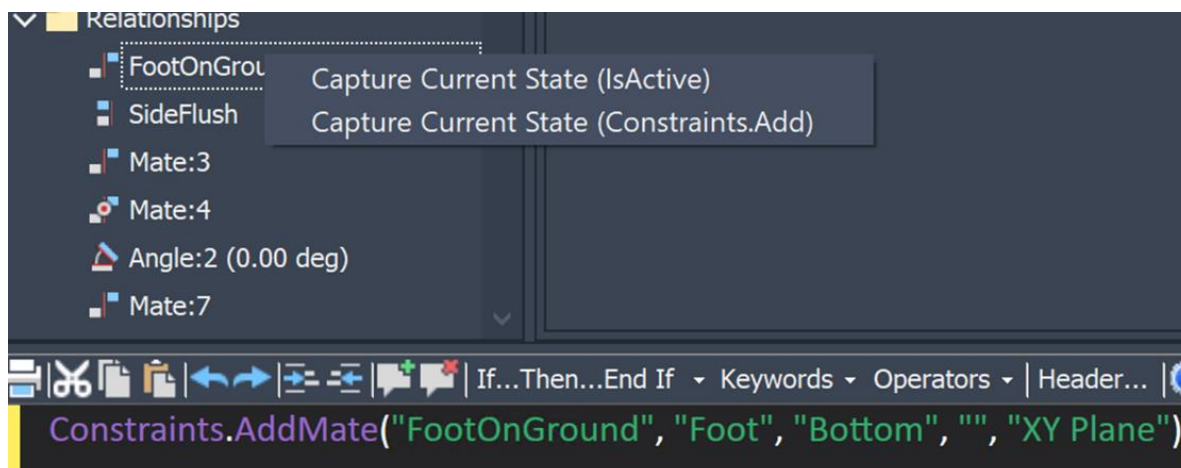 Relationships
FootOnGrou
Capture Current State (IsActive)
Capture Current State (Constraints.Add)
SideFlush
Mate:3
Mate:4
Angle:2 (0.00 deg)
Mate:7
If...Then...End If Keywords Operators Header...
Constraints.AddMate("FootOnGround", "Foot", "Bottom", "", "XY Plane")